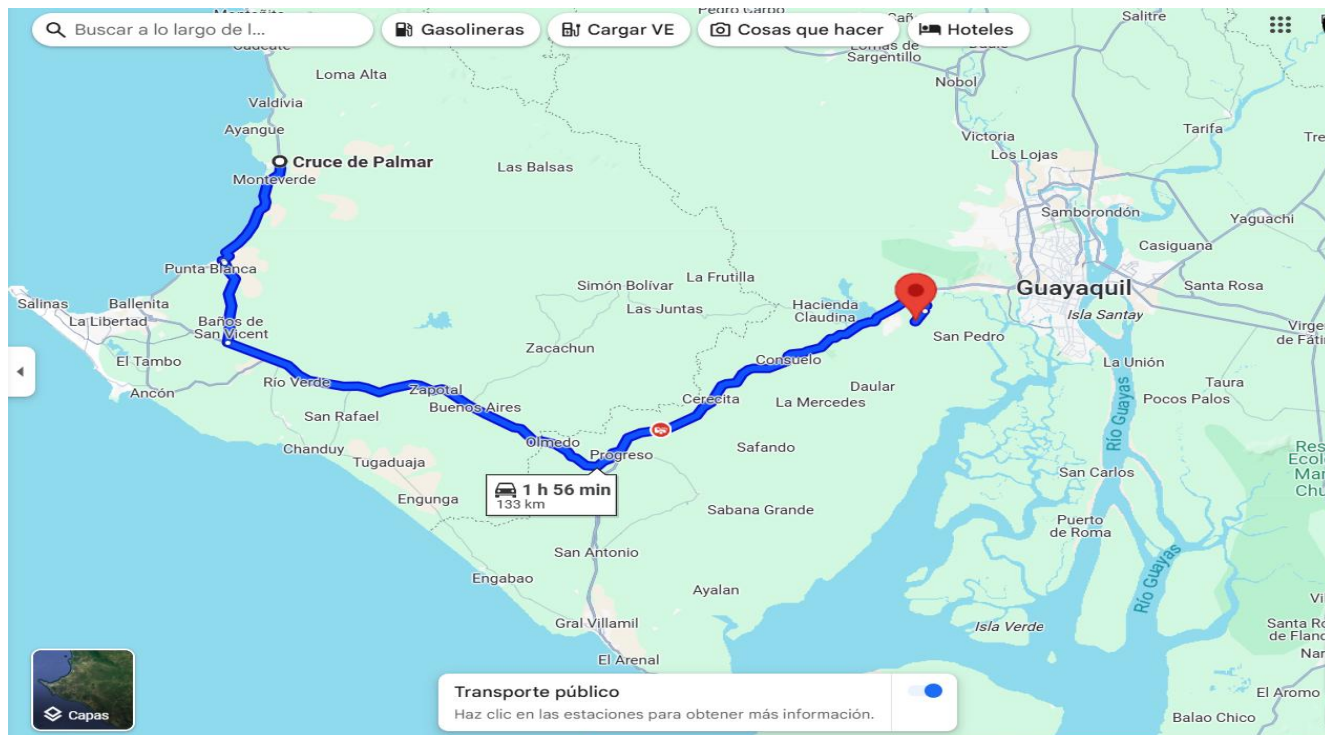 Buscar a lo largo de l...
Gasolineras
Cargar VE
Cosas que hacer
Hoteles
Salitre
Lomas de
Sargentillo
Loma Alta
Nobol
Valdivia
Ayangue
Tarifa
Victoria
Los Lojas
Cruce de Palmar
Las Balsas
Monteverde
Samborondón
Yaguachi
Casiguana
Punta Blanca
La Frutilla
Simón Bolívar
Santa Rosa
Guayaquil
Salinas
Ballenita
Hacienda
Claudina
Las Juntas
Isla Santay
La Libertad
Baños de
San Vicent
San Pedro
Zacachun
El Tambo
Consuelo
La Unión
Ancón
Río Verde
Zapotal
Daular
Taura
Buenos Aires
Cerecita
La Mercedes
Pocos Palos
San Rafael
Río Guayas
Chanduy
Olmedo
Safando
Progreso
Tugaduaja
San Carlos
1 h 56 min
133 km
Engunga
Sabana Grande
Puerto
de Roma
San Antonio
Río Guayas
Engabao
Ayalan
Gral Villamil
Isla Verde
El Arenal
Transporte público
Haz clic en las estaciones para obtener más información.
El Aromo
Capas
Balao Chico